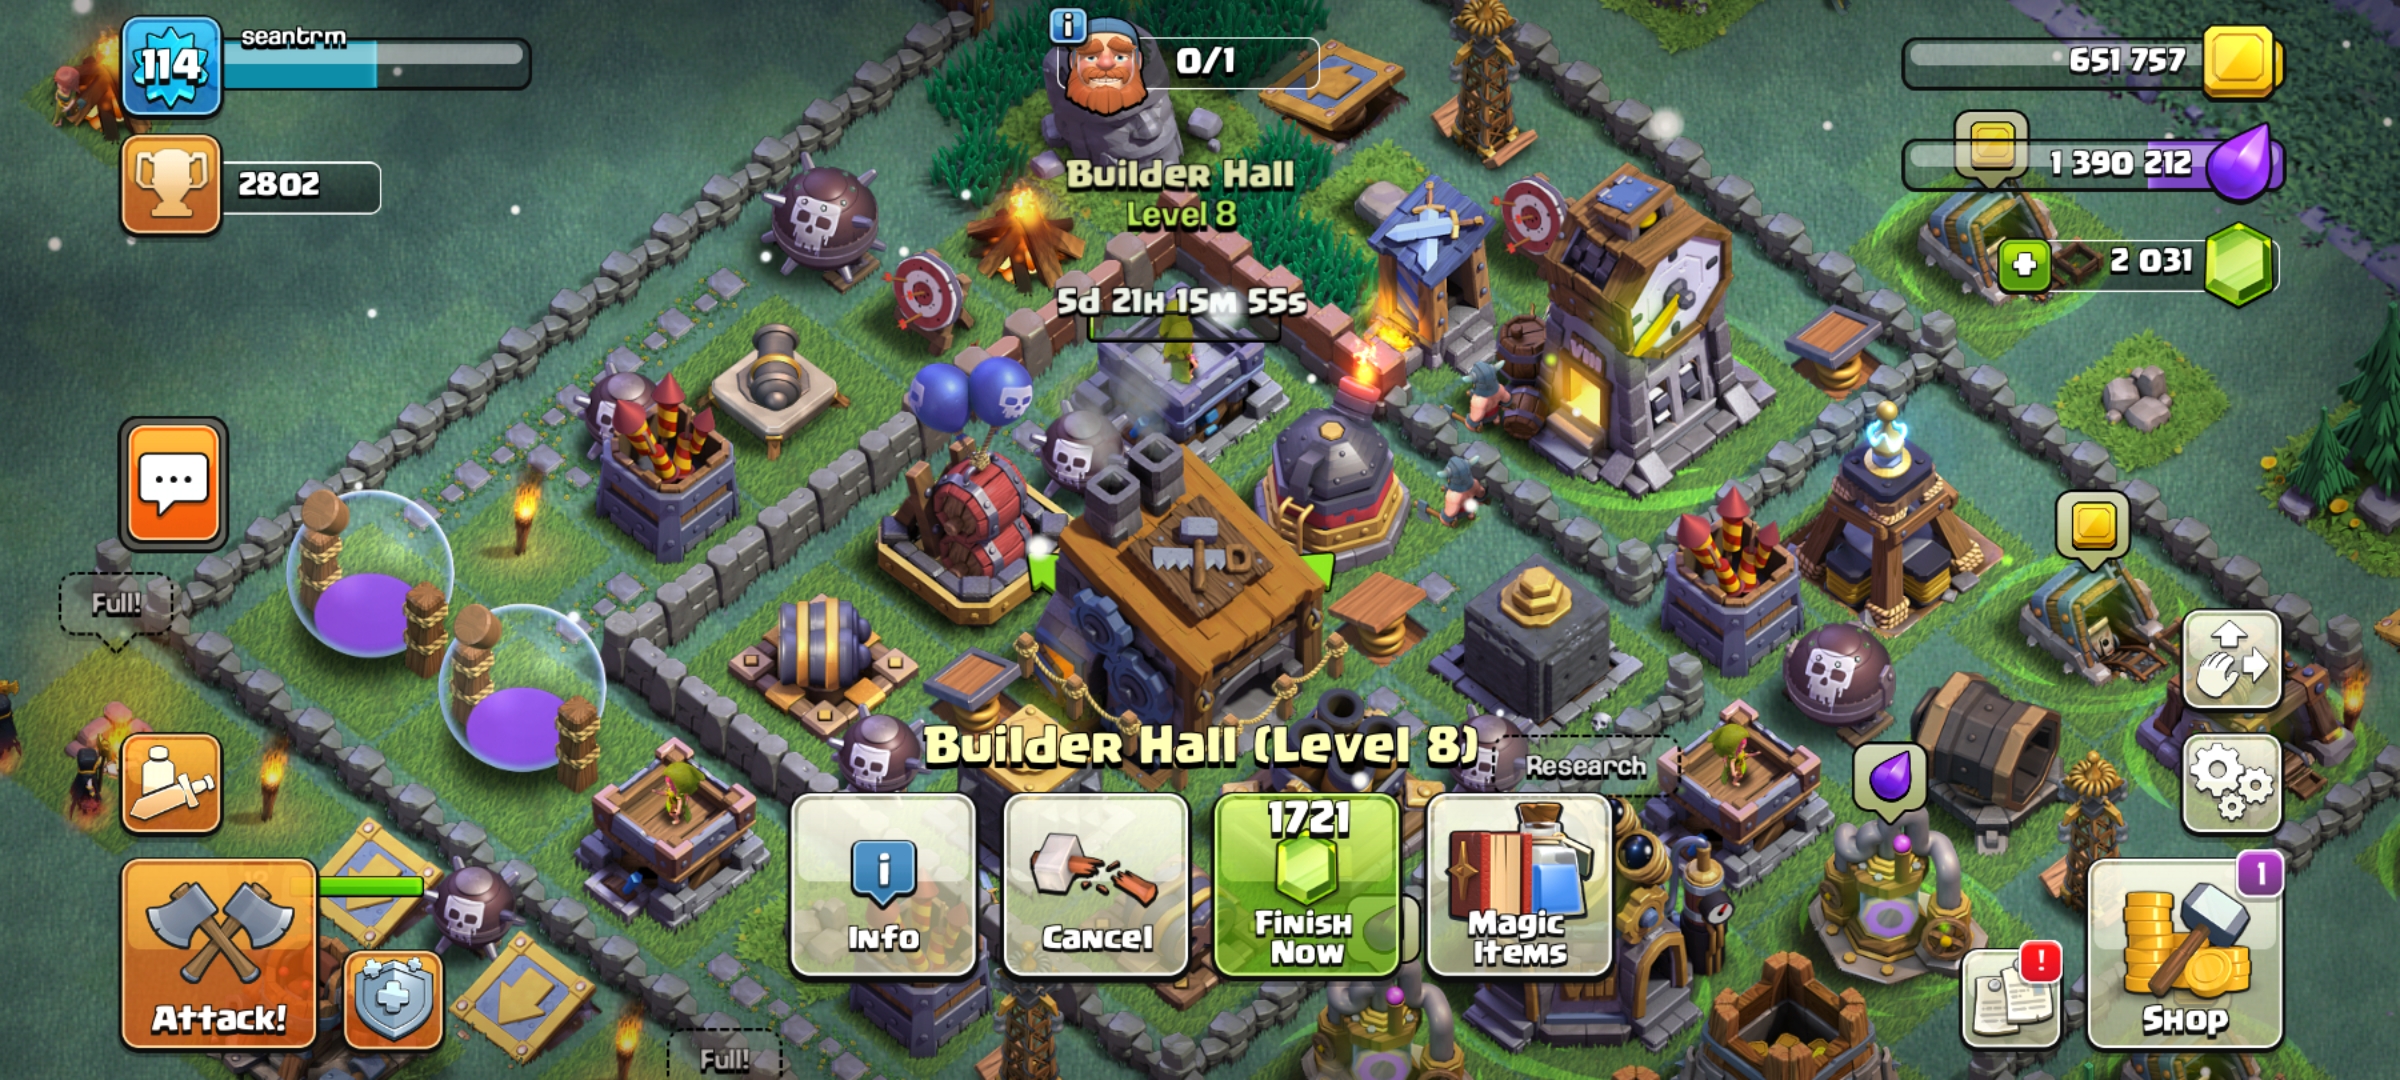 114
seantrm
0/1
651 757
2802
Builder Hall
Level 8
1 390 212
2 031
5d 21h 15m 55s
VIII
Full!
Builder Hall (Level 8)
Research
Info
Cancel
1721
Finish
Now
Magic
Items
Attack!
Full!
1
!
Shop